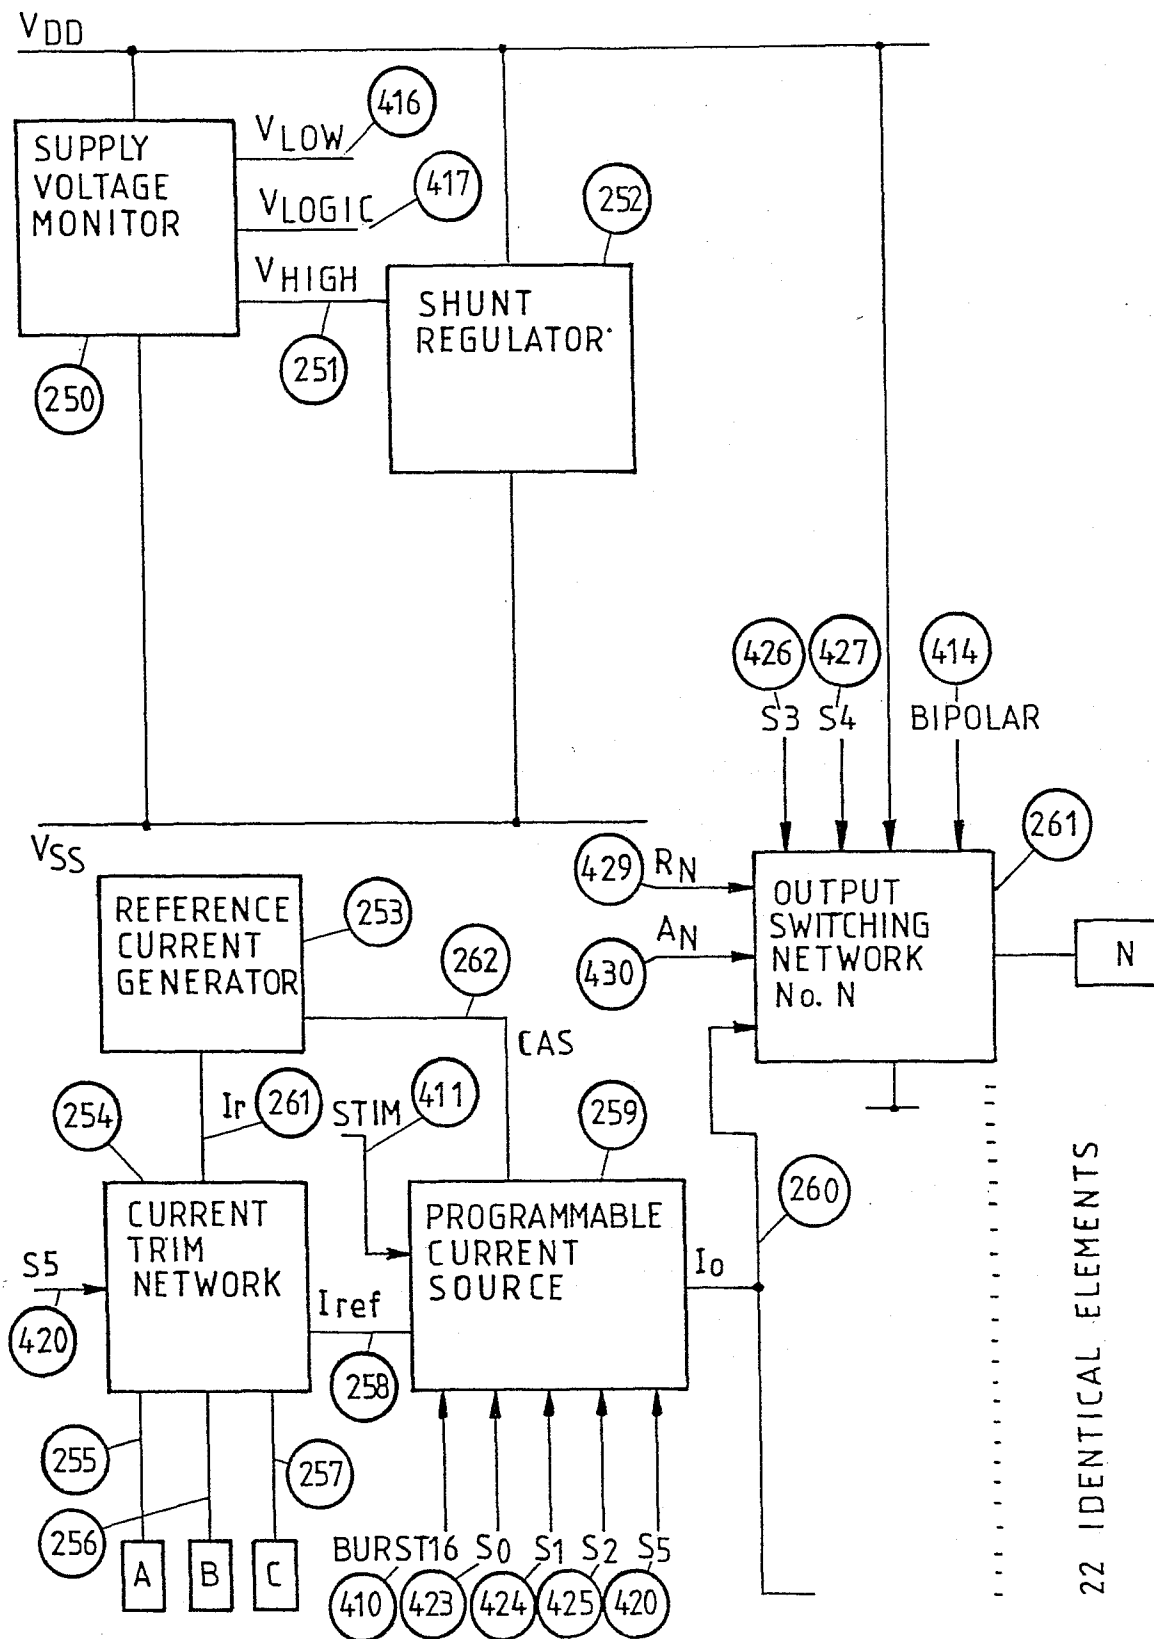 VDD
416
VLOW
SUPPLY
VOLTAGE
MONITOR
417
VLOGIC
252
VHIGH
SHUNT
REGULATOR
251
250
426
427
414
S3
S4
BIPOLAR
VSS
261
429
RN
OUTPUT
SWITCHING
NETWORK
No. N
REFERENCE
CURRENT
GENERATOR
253
AN
430
262
N
CAS
254
Ir
261
STIM
411
259
CURRENT
TRIM
NETWORK
PROGRAMMABLE
CURRENT
SOURCE
260
S5
420
Iref
Io
258
255
257
256
A
B
C
BURST16
S0
S1
S2
S5
410
423
424
425
420
22 IDENTICAL ELEMENTS